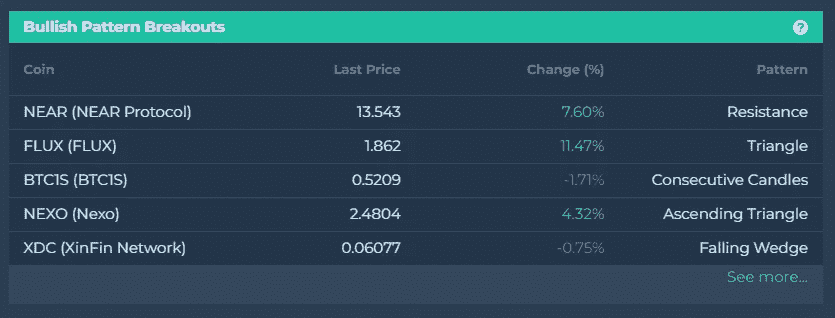 Bullish Pattern Breakouts ?
Coin Last Price Change (%) Pattern
NEAR (NEAR Protocol) 13.543 7.60% Resistance
FLUX (FLUX) 1.862 11.47% Triangle
BTC1S (BTC1S) 0.5209 -1.71% Consecutive Candles
NEXO (Nexo) 2.4804 4.32% Ascending Triangle
XDC (XinFin Network) 0.06077 -0.75% Falling Wedge
See more...